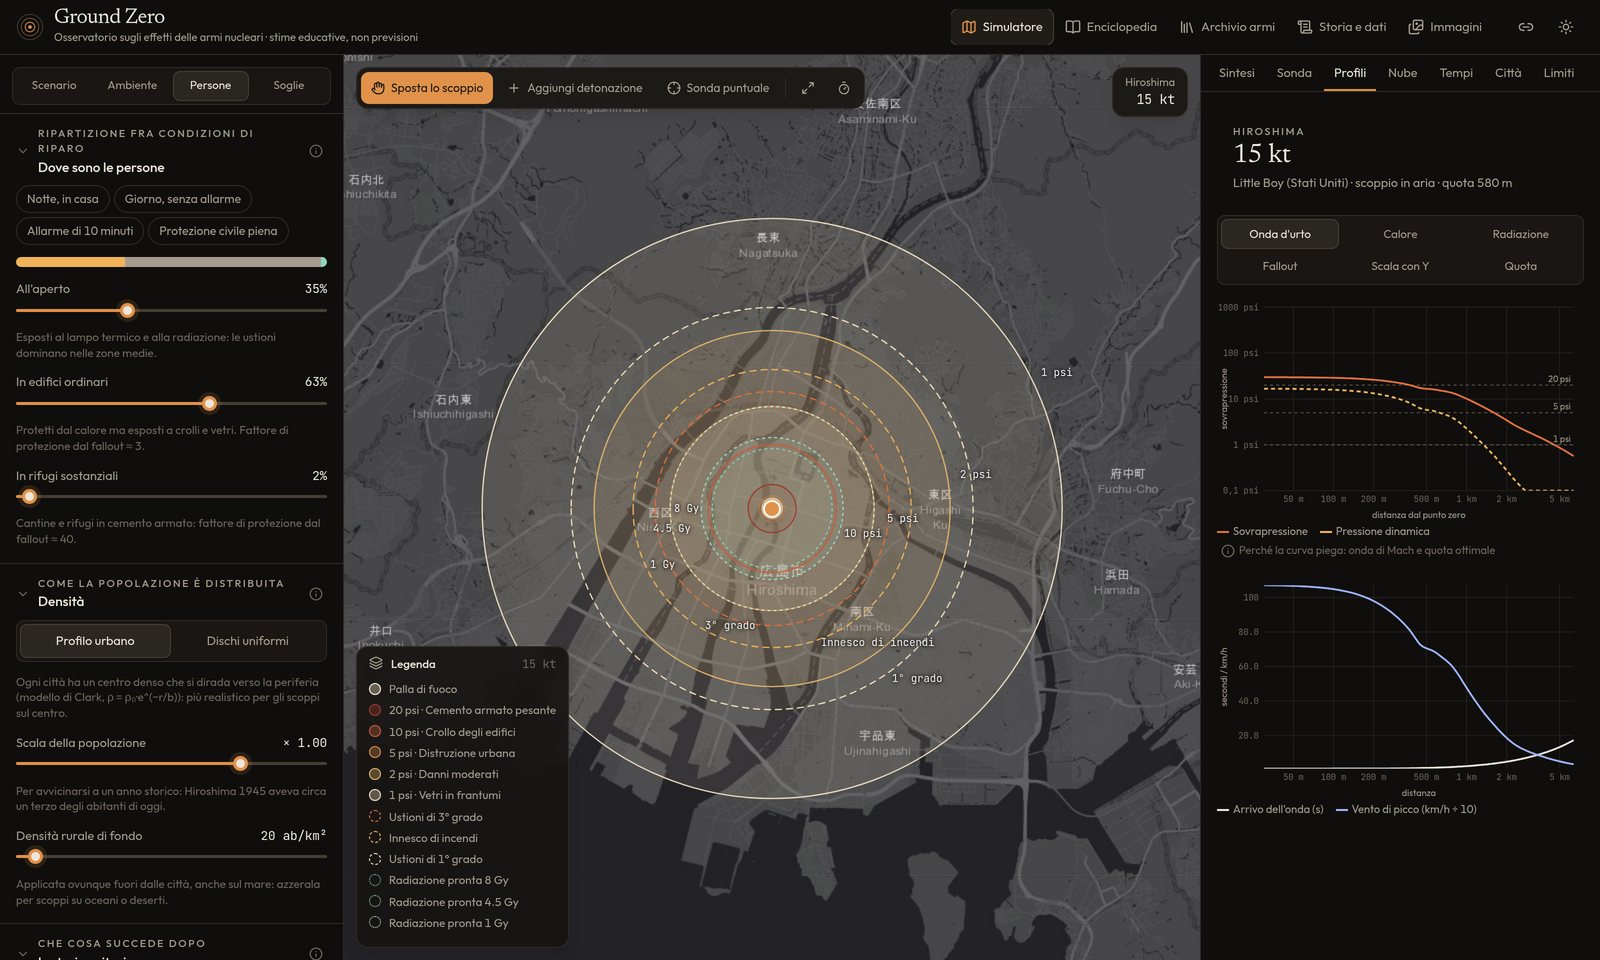 Ground Zero
Osservatorio sugli effetti delle armi nucleari · stime educative, non previsioni
Simulatore
Enciclopedia
Archivio armi
Storia e dati
Immagini
Scenario
Ambiente
Persone
Soglie
RIPARTIZIONE FRA CONDIZIONI DI
RIPARO
Dove sono le persone
Notte, in casa
Giorno, senza allarme
Allarme di 10 minuti
Protezione civile piena
All'aperto
35%
Esposti al lampo termico e alla radiazione: le ustioni
dominano nelle zone medie.
In edifici ordinari
63%
Protetti dal calore ma esposti a crolli e vetri. Fattore di
protezione dal fallout ≈ 3.
In rifugi sostanziali
2%
Cantine e rifugi in cemento armato: fattore di protezione dal
fallout ≈ 40.
COME LA POPOLAZIONE È DISTRIBUITA
Densità
Profilo urbano
Dischi uniformi
Ogni città ha un centro denso che si dirada verso la periferia
(modello di Clark, ρ = ρ₀·e^(−r/b)): più realistico per gli scoppi
sul centro.
Scala della popolazione
× 1.00
Per avvicinarsi a un anno storico: Hiroshima 1945 aveva circa
un terzo degli abitanti di oggi.
Densità rurale di fondo
20 ab/km²
Applicata ovunque fuori dalle città, anche sul mare: azzerala
per scoppi su oceani o deserti.
CHE COSA SUCCEDE DOPO
Sposta lo scoppio
Aggiungi detonazione
Sonda puntuale
Hiroshima
15 kt
佐南区
Asaminami-Ku
石内北
hiuchikita
長束
Nagatsuka
石内東
Ishiuchihigashi
1 psi
2 psi
府中町
Fuchu-Cho
東区
Higashi
Ku
8 Gy
西区
4.5 Gy
5 psi
10 psi
1 Gy
広島市
Hiroshima
浜田
Hamada
南区
Minami-Ku
3° grado
Innesco di incendi
井口
1° grado
安芸
Aki-K
宇品東
Ujinahigashi
Legenda
15 kt
Palla di fuoco
20 psi · Cemento armato pesante
10 psi · Crollo degli edifici
5 psi · Distruzione urbana
2 psi · Danni moderati
1 psi · Vetri in frantumi
Ustioni di 3° grado
Innesco di incendi
Ustioni di 1° grado
Radiazione pronta 8 Gy
Radiazione pronta 4.5 Gy
Radiazione pronta 1 Gy
Sintesi
Sonda
Profili
Nube
Tempi
Città
Limiti
HIROSHIMA
15 kt
Little Boy (Stati Uniti) · scoppio in aria · quota 580 m
Onda d'urto
Calore
Radiazione
Fallout
Scala con Y
Quota
1000 psi
100 psi
10 psi
1 psi
0,1 psi
sovrapressione
20 psi
5 psi
1 psi
50 m
100 m
200 m
500 m
1 km
2 km
5 km
distanza dal punto zero
Sovrapressione
Pressione dinamica
Perché la curva piega: onda di Mach e quota ottimale
100
80.0
60.0
40.0
20.0
secondi / km/h
50 m
100 m
200 m
500 m
1 km
2 km
5 km
distanza
Arrivo dell'onda (s)
Vento di picco (km/h ÷ 10)